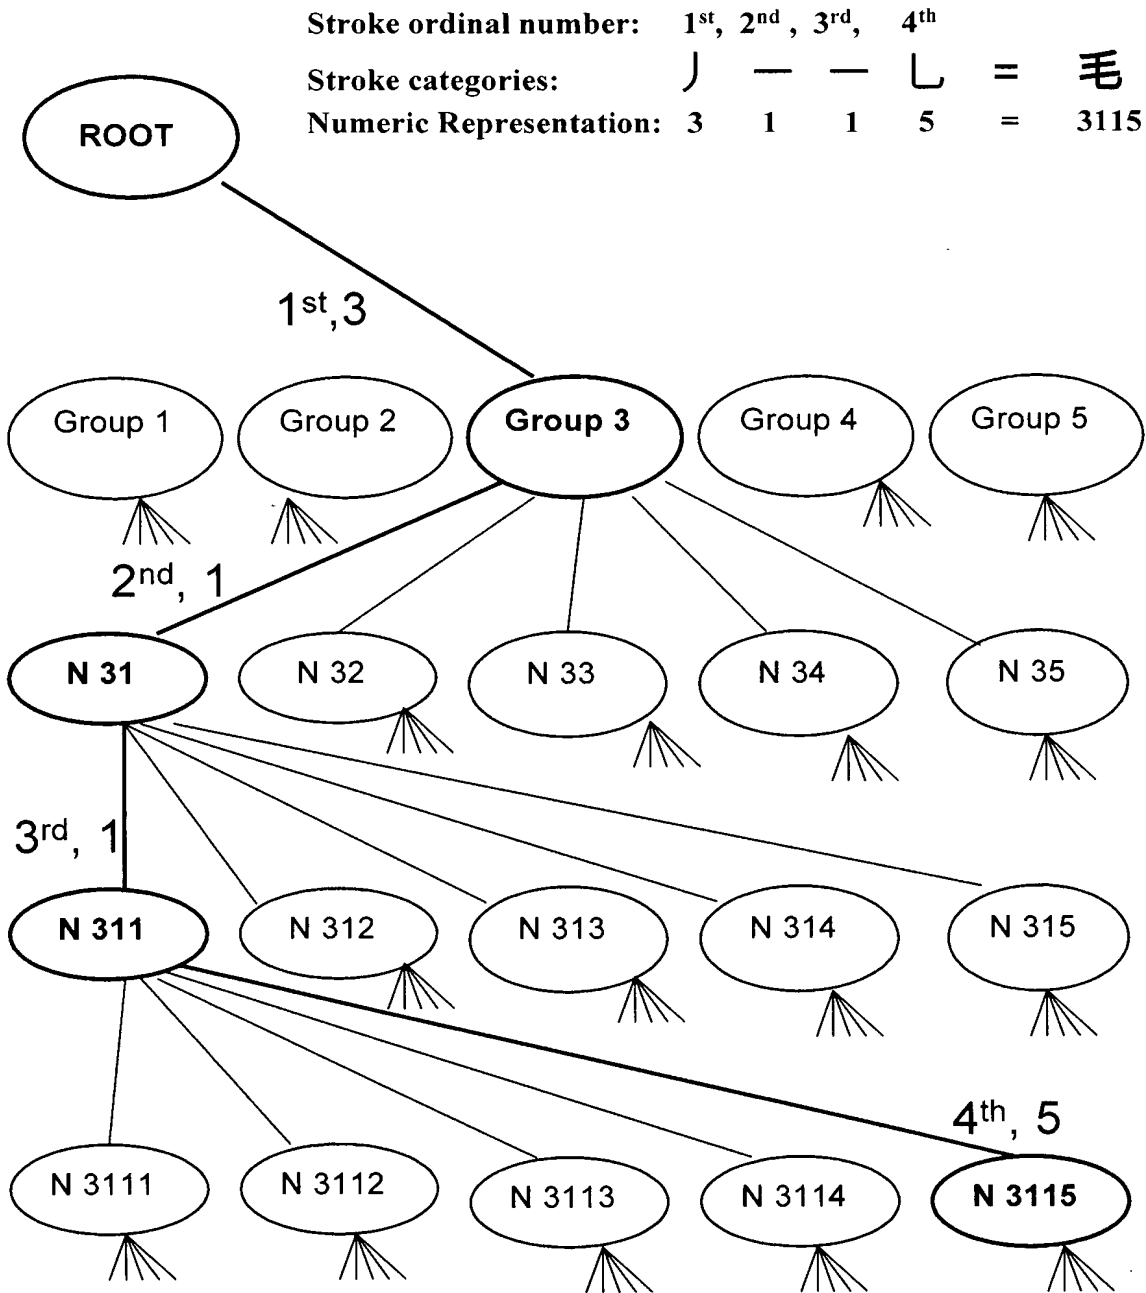 Stroke ordinal number: 1st, 2nd , 3rd, 4th
Stroke categories: 丿 一 一 乚 = 毛
Numeric Representation: 3 1 1 5 = 3115
ROOT
1st,3
Group 1 Group 2 Group 3 Group 4 Group 5
2nd, 1
N 31 N 32 N 33 N 34 N 35
3rd, 1
N 311 N 312 N 313 N 314 N 315
4th, 5
N 3111 N 3112 N 3113 N 3114 N 3115